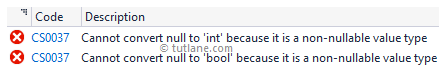 Code Description
CS0037 Cannot convert null to 'int' because it is a non-nullable value type
© tutlane.com
CS0037 Cannot convert null to 'bool' because it is a non-nullable value type